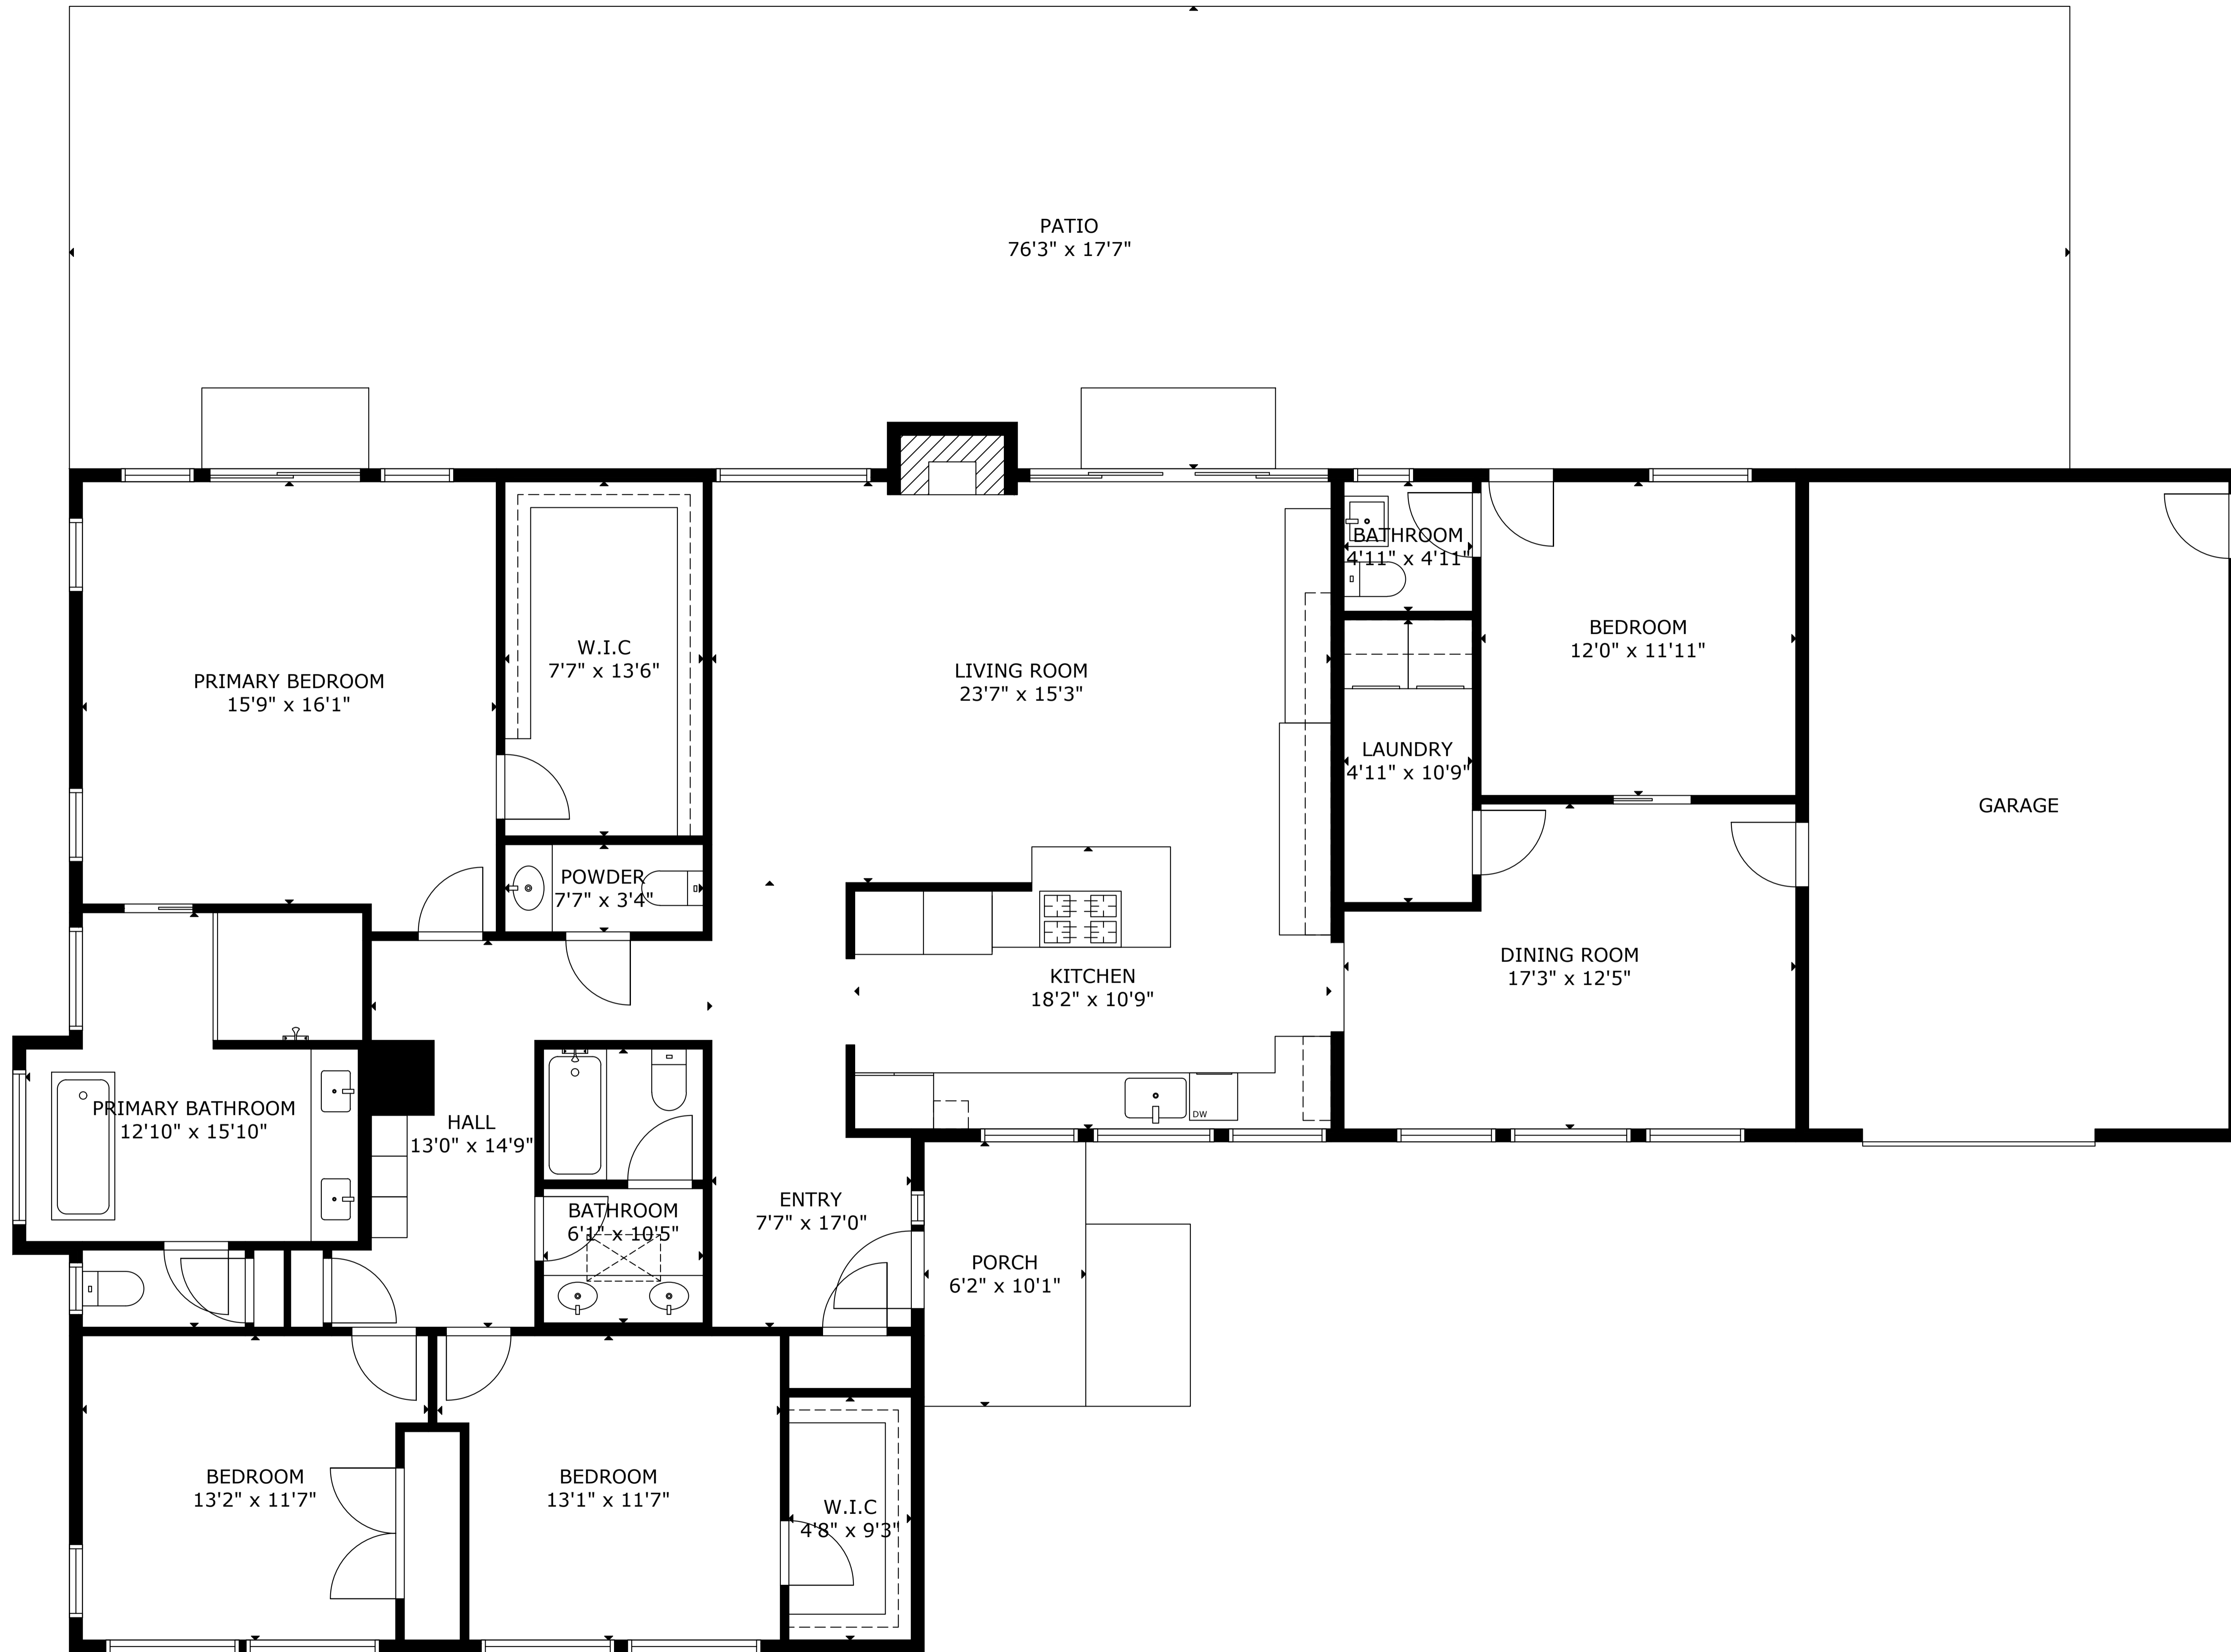 PATIO
76'3" x 17'7"
PRIMARY BEDROOM
15'9" x 16'1"
W.I.C
7'7" x 13'6"
LIVING ROOM
23'7" x 15'3"
BATHROOM
4'11" x 4'11"
BEDROOM
12'0" x 11'11"
LAUNDRY
4'11" x 10'9"
GARAGE
POWDER
7'7" x 3'4"
KITCHEN
18'2" x 10'9"
DINING ROOM
17'3" x 12'5"
PRIMARY BATHROOM
12'10" x 15'10"
HALL
13'0" x 14'9"
DW
BATHROOM
6'1" x 10'5"
ENTRY
7'7" x 17'0"
PORCH
6'2" x 10'1"
BEDROOM
13'2" x 11'7"
BEDROOM
13'1" x 11'7"
W.I.C
4'8" x 9'3"